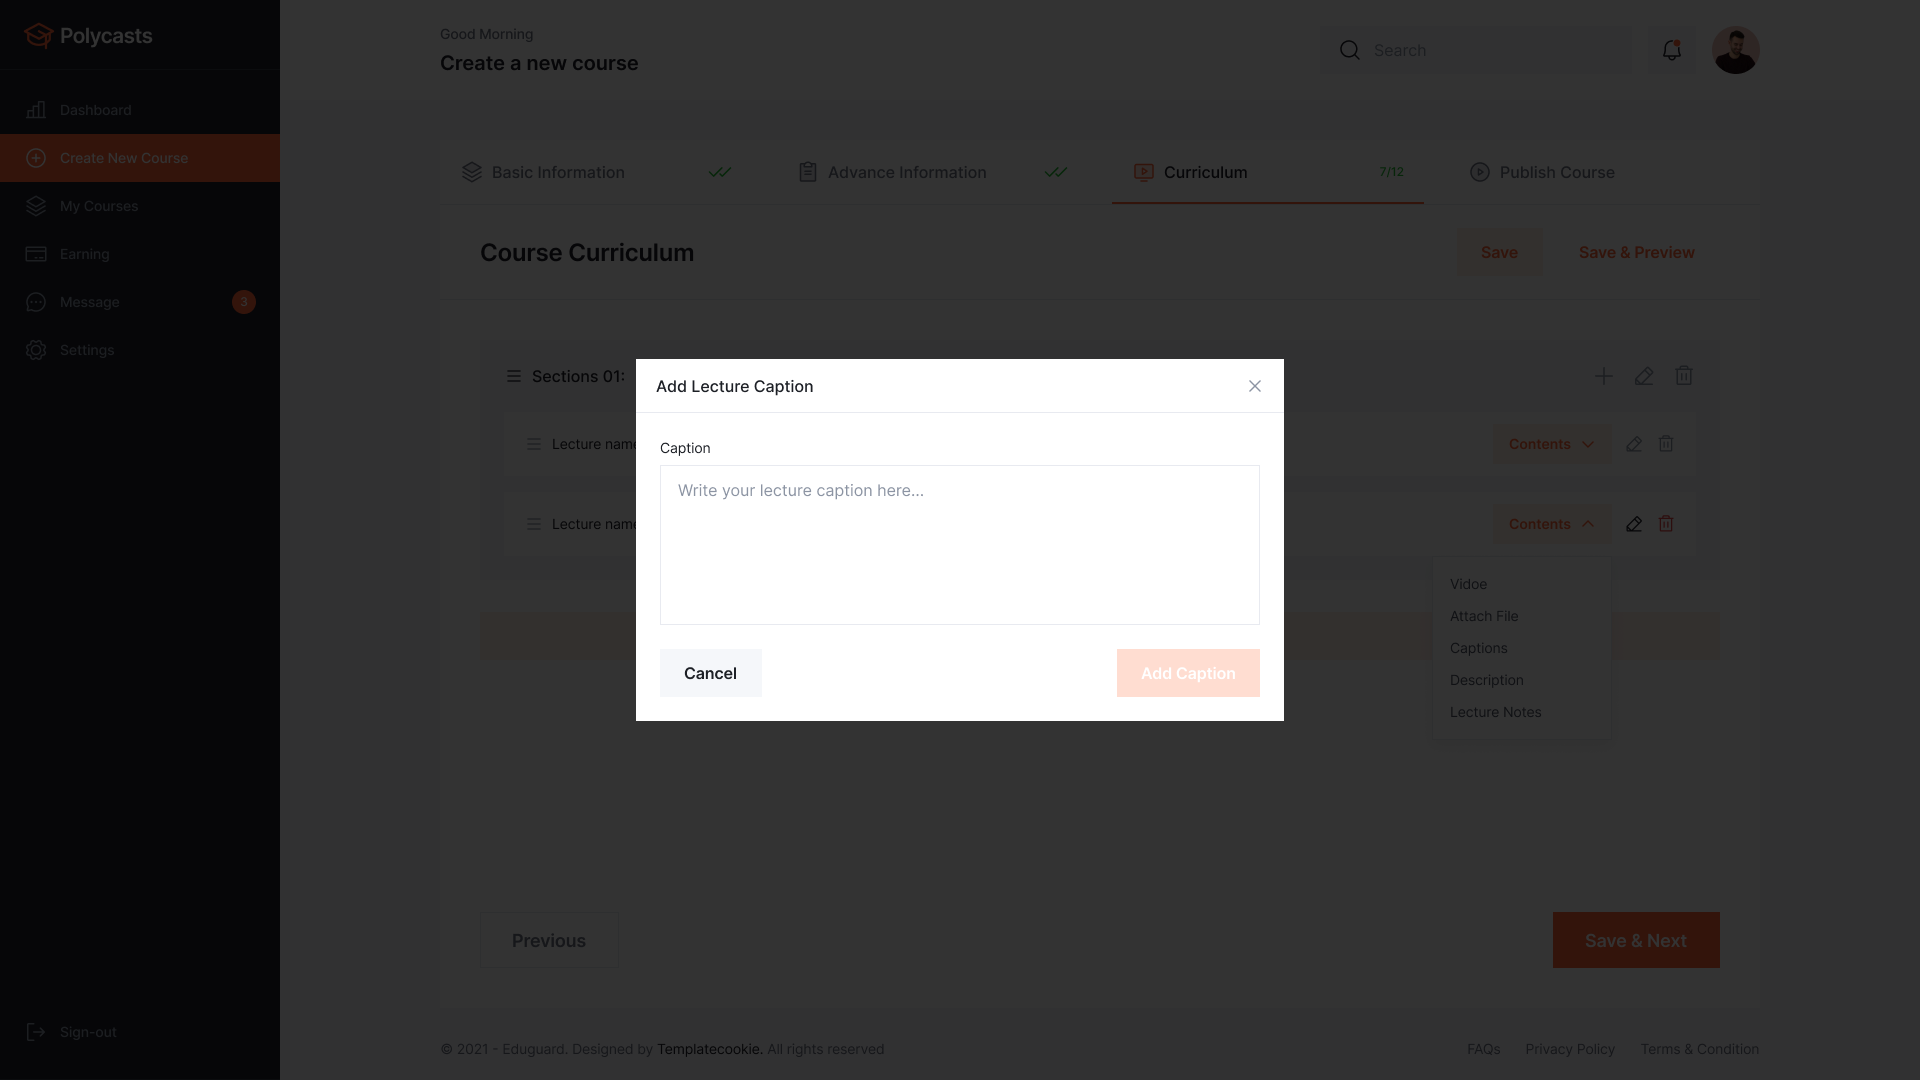 Polycasts
Dashboard
Create New Course
My Courses
Earning
Message
3
Settings
Sign-out
Good Morning
Create a new course
Search
Basic Information
Advance Information
Curriculum
7/12
Publish Course
Course Curriculum
Save
Save & Preview
Sections 01:
Lecture name
Contents
Lecture name
Contents
Vidoe
Attach File
Captions
Description
Lecture Notes
Add Lecture Caption
Caption
Write your lecture caption here...
Cancel
Add Caption
Previous
Save & Next
© 2021 - Eduguard. Designed by Templatecookie. All rights reserved
FAQs
Privacy Policy
Terms & Condition